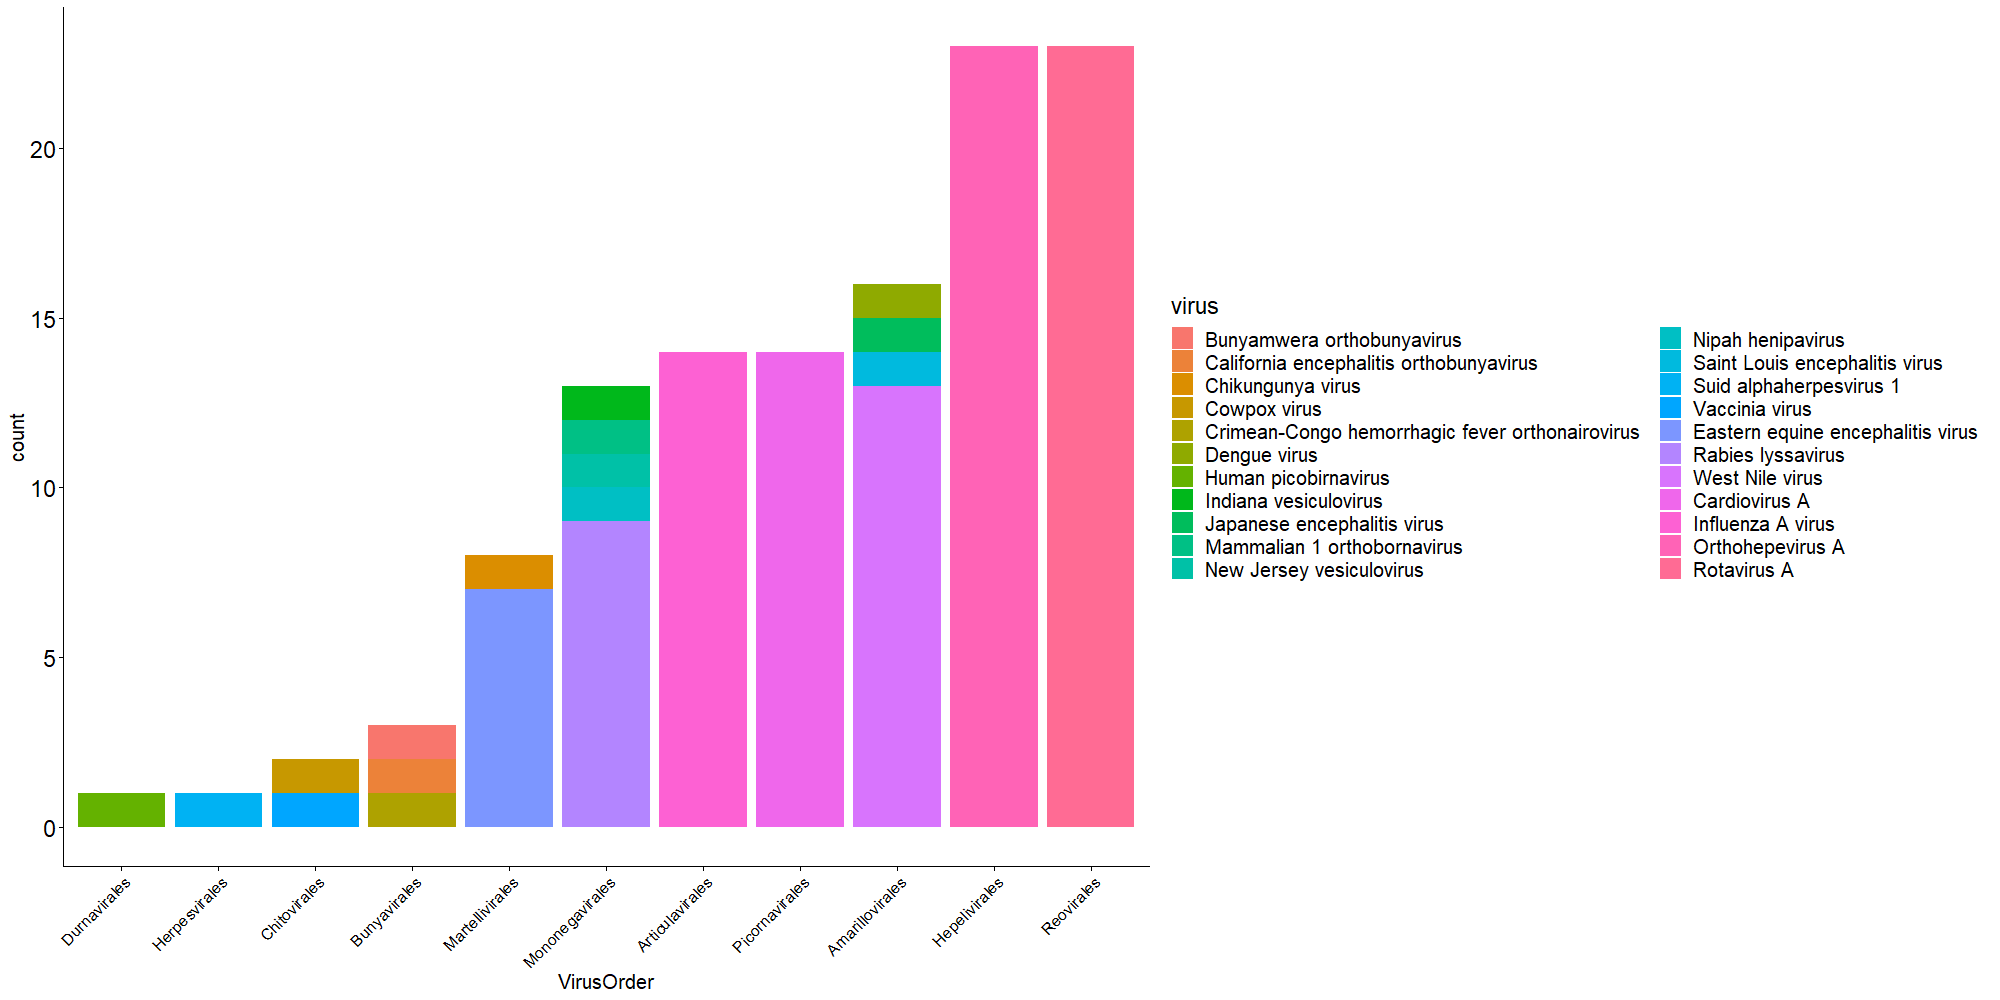 20
15
10
5
0
count
Durnavirales
Herpesvirales
Chitovirales
Bunyavirales
Martellivirales
Mononegavirales
Articulavirales
Picornavirales
Amarillovirales
Hepelivirales
Reovirales
VirusOrder
virus
Bunyamwera orthobunyavirus
California encephalitis orthobunyavirus
Chikungunya virus
Cowpox virus
Crimean-Congo hemorrhagic fever orthonairovirus
Dengue virus
Human picobirnavirus
Indiana vesiculovirus
Japanese encephalitis virus
Mammalian 1 orthobornavirus
New Jersey vesiculovirus
Nipah henipavirus
Saint Louis encephalitis virus
Suid alphaherpesvirus 1
Vaccinia virus
Eastern equine encephalitis virus
Rabies lyssavirus
West Nile virus
Cardiovirus A
Influenza A virus
Orthohepevirus A
Rotavirus A